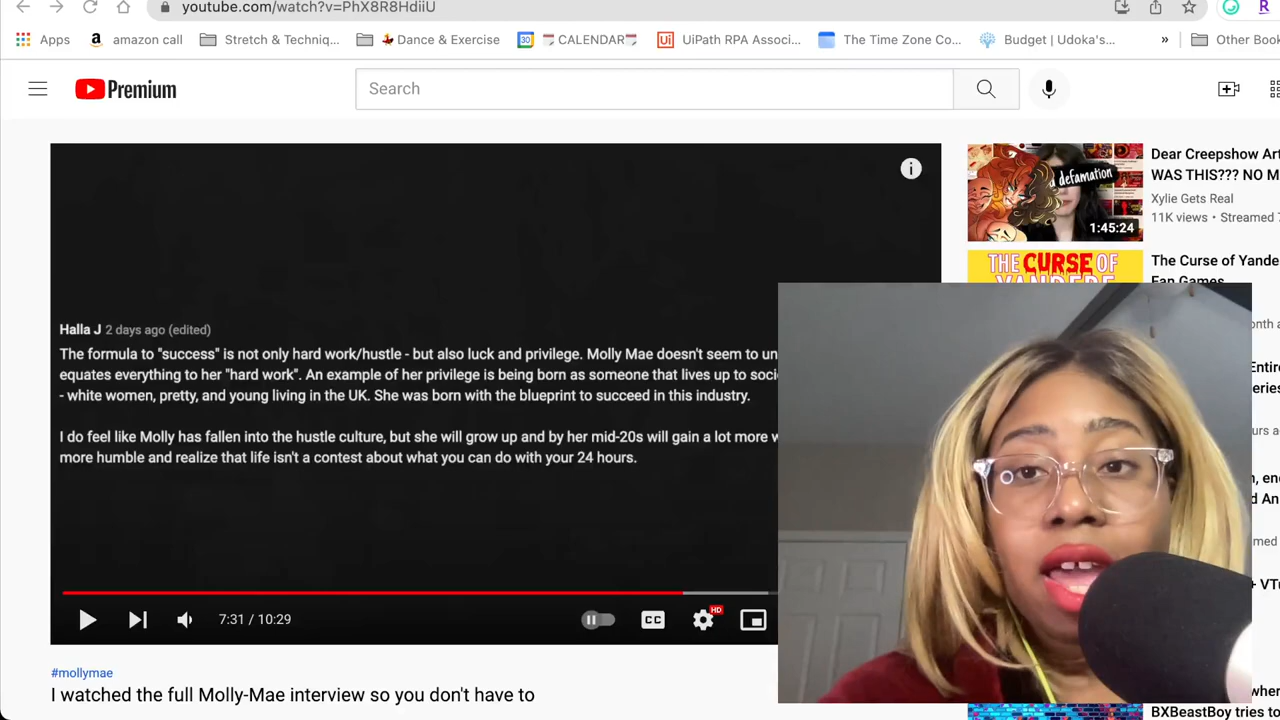 youtube.com/watch?v=PhX8R8HdiiU
Apps
amazon call
Stretch & Techniq...
Dance & Exercise
CALENDAR
UiPath RPA Associ...
The Time Zone Co...
Budget | Udoka's...
»
Other Book
Premium
Search
Halla J 2 days ago (edited)
The formula to "success" is not only hard work/hustle - but also luck and privilege. Molly Mae doesn't seem to un
equates everything to her "hard work". An example of her privilege is being born as someone that lives up to soci
- white women, pretty, and young living in the UK. She was born with the blueprint to succeed in this industry.
I do feel like Molly has fallen into the hustle culture, but she will grow up and by her mid-20s will gain a lot more w
more humble and realize that life isn't a contest about what you can do with your 24 hours.
7:31 / 10:29
CC
HD
#mollymae
I watched the full Molly-Mae interview so you don't have to
defamation
1:45:24
Dear Creepshow Art
WAS THIS??? NO M
Xylie Gets Real
11K views • Streamed 7
THE CURSE OF
The Curse of Yande
Fan Games
BXBeastBoy tries to